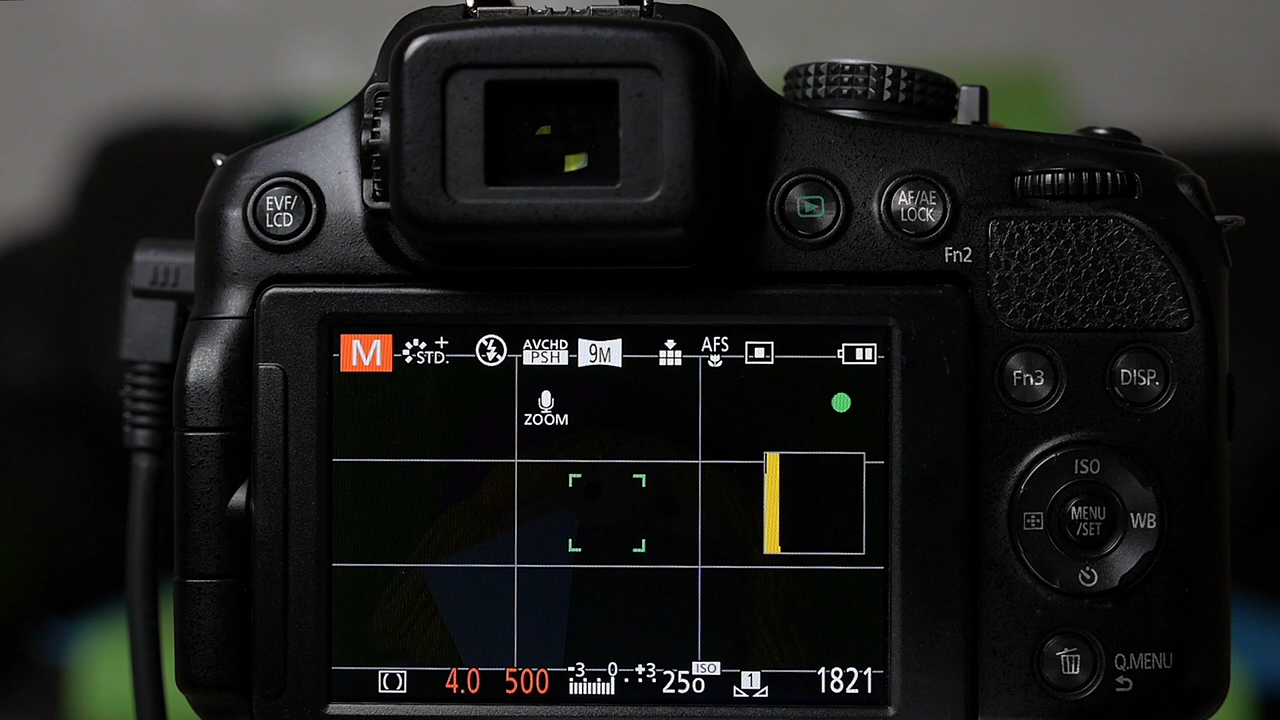 EVF/
LCD
AF/AE
LOCK
Fn2
M
STD.
AVCHD
PSH
9M
AFS
ZOOM
Fn3
DISP.
ISO
MENU
/SET
WB
4.0
500
-3 0 +3
ISO
250
1
1821
Q.MENU